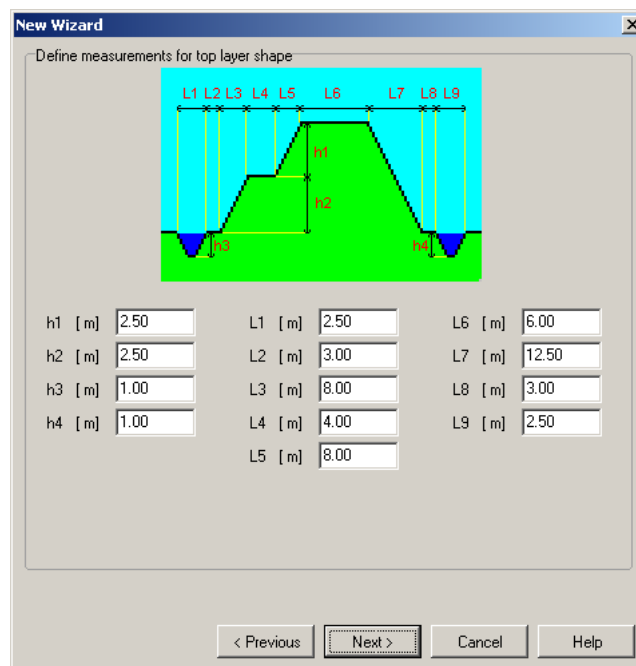 New Wizard
Define measurements for top layer shape
L1 L2 L3 L4 L5 L6 L7 L8 L9
h1
h2
h3 h4
h1 [ m] 2.50 L1 [ m] 2.50 L6 [ m] 6.00
h2 [ m] 2.50 L2 [ m] 3.00 L7 [ m] 12.50
h3 [ m] 1.00 L3 [ m] 8.00 L8 [ m] 3.00
h4 [ m] 1.00 L4 [ m] 4.00 L9 [ m] 2.50
L5 [ m] 8.00
< Previous Next > Cancel Help